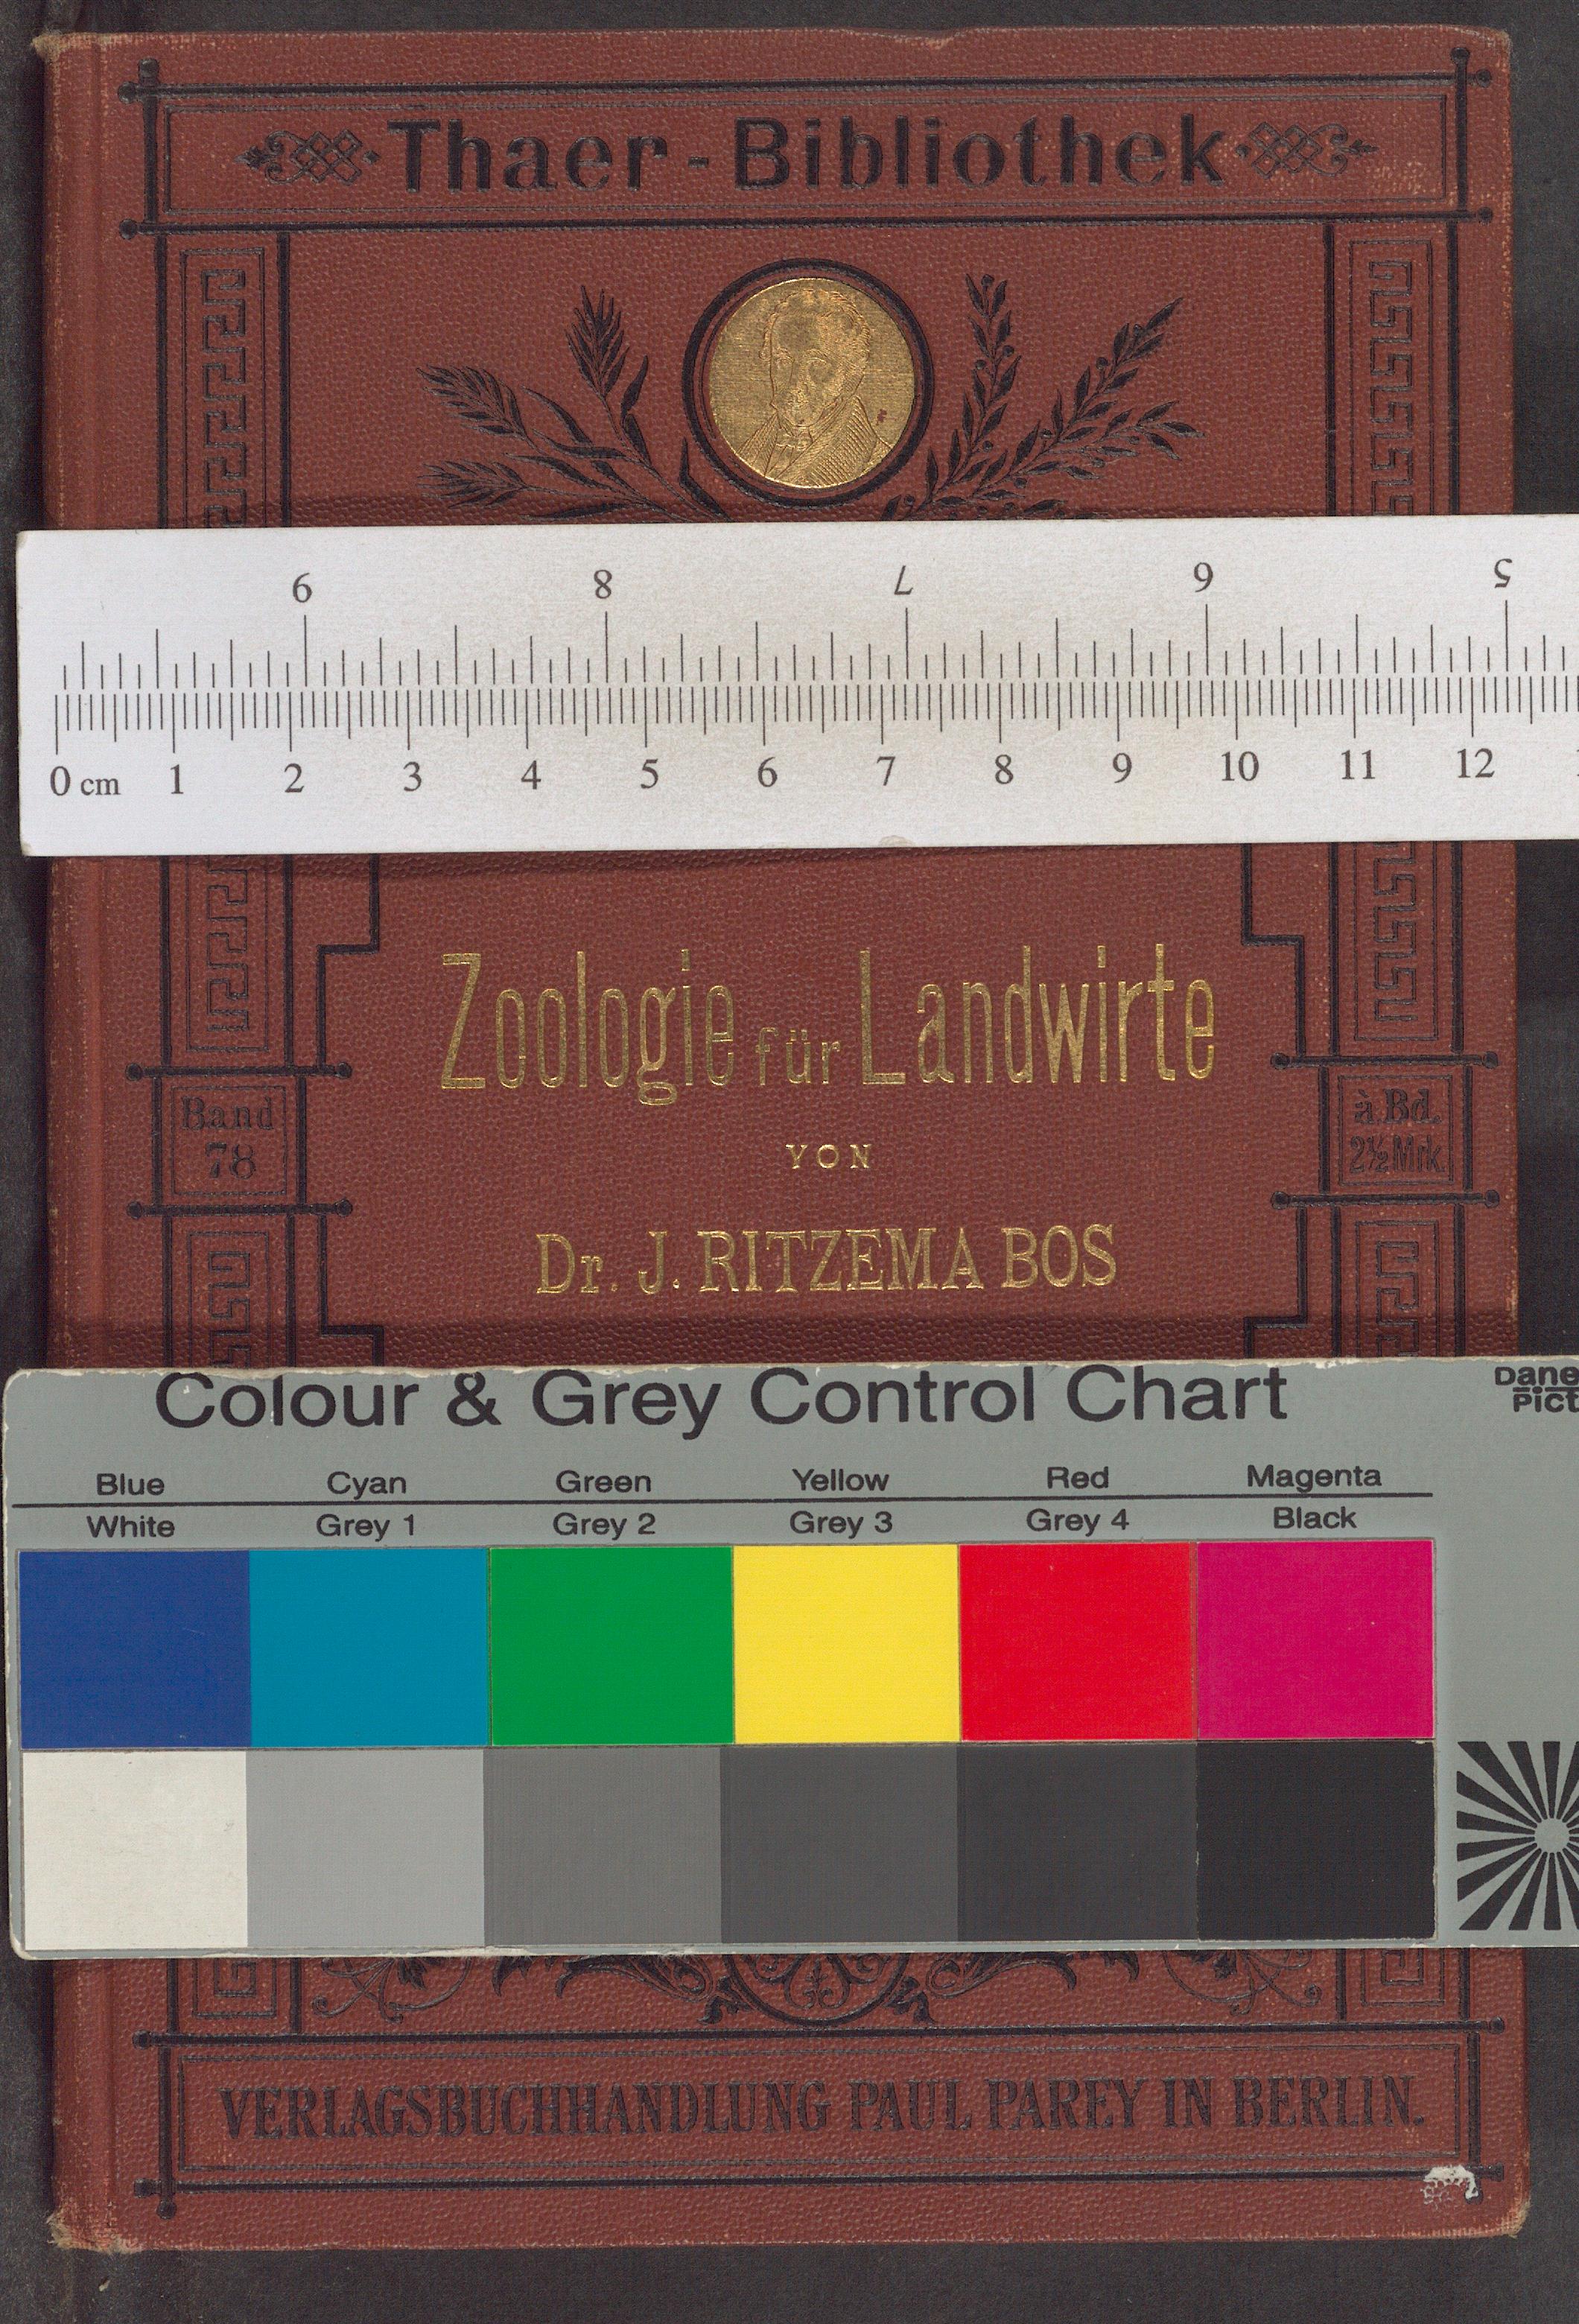 Thaer-Bibliothek
9 8 7 6 5
0 cm 1 2 3 4 5 6 7 8 9 10 11 12
Zoologie für Landwirte
VON
Dr. J. RITZEMA BOS
Band
78
à Bd.
2½ Mrk.
Colour & Grey Control Chart
Blue Cyan Green Yellow Red Magenta
White Grey 1 Grey 2 Grey 3 Grey 4 Black
VERLAGSBUCHHANDLUNG PAUL PAREY IN BERLIN.